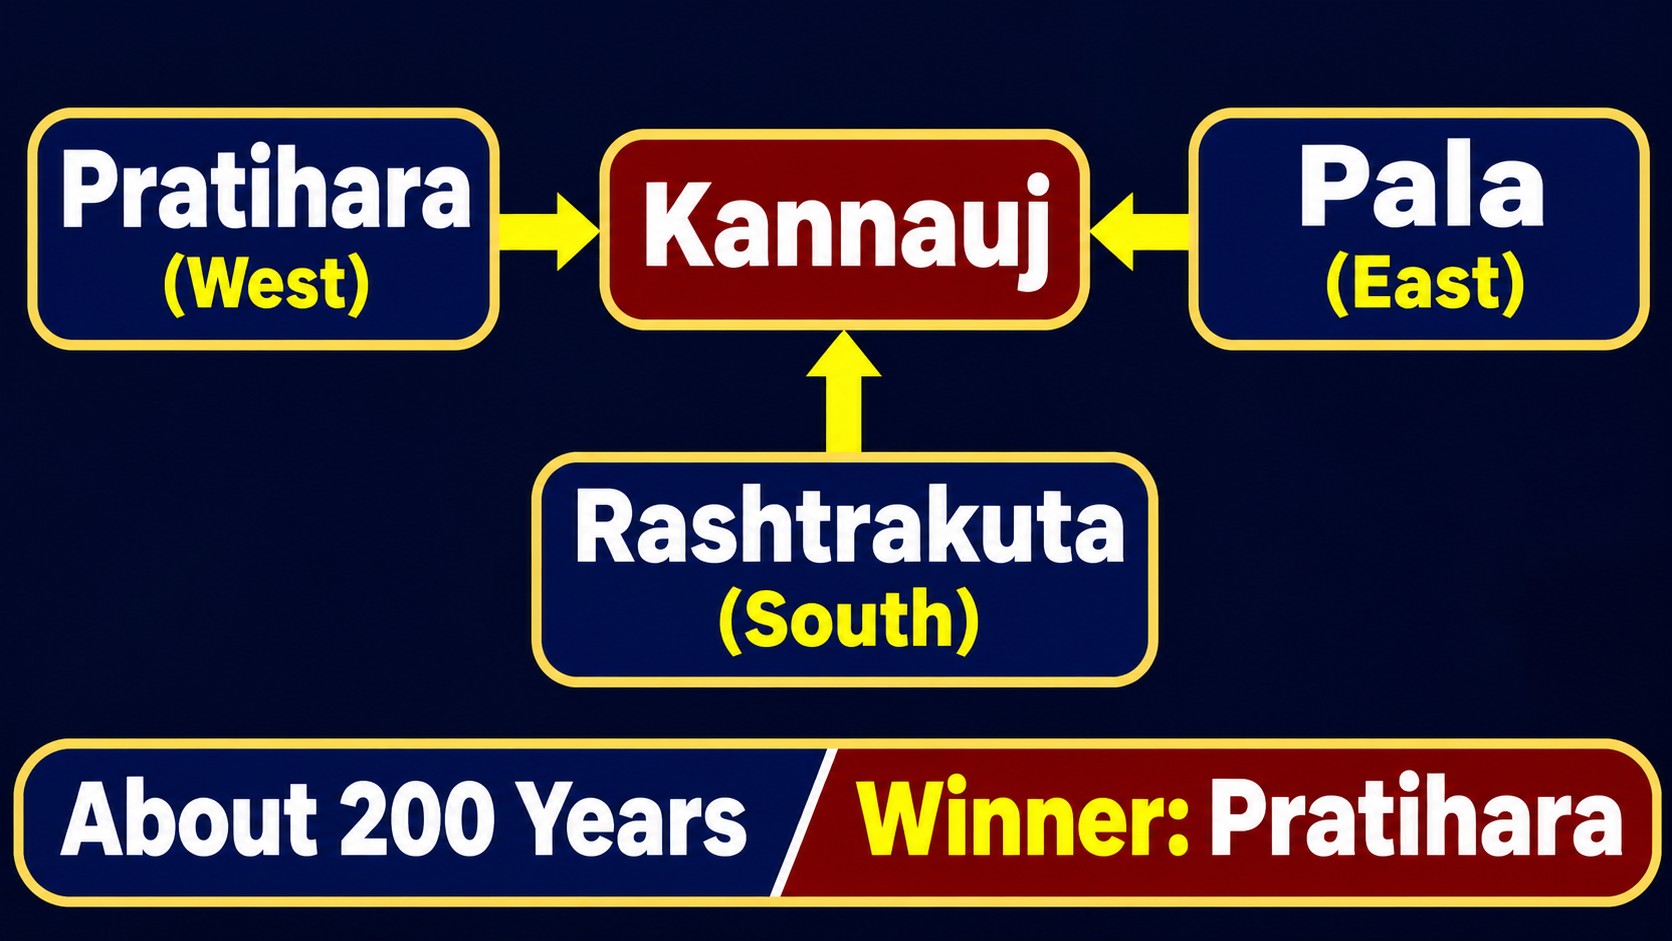 Pratihara
(West)
Kannauj
Pala
(East)
Rashtrakuta
(South)
About 200 Years
Winner: Pratihara